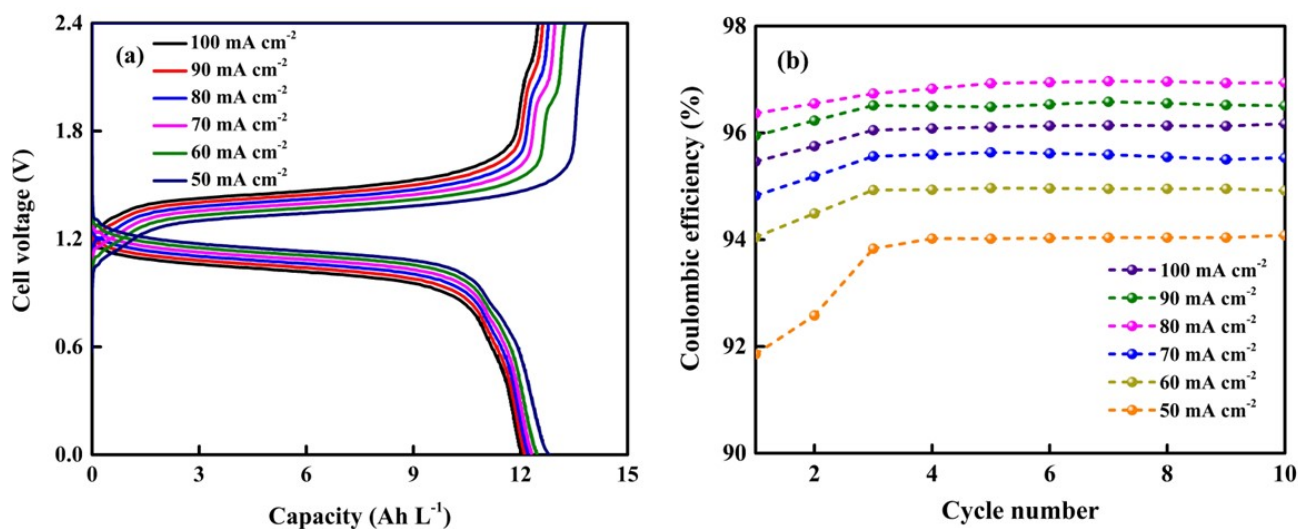 (a)
100 mA cm⁻²
90 mA cm⁻²
80 mA cm⁻²
70 mA cm⁻²
60 mA cm⁻²
50 mA cm⁻²
Cell voltage (V)
2.4
1.8
1.2
0.6
0.0
0 3 6 9 12 15
Capacity (Ah L⁻¹)
(b)
Coulombic efficiency (%)
98
96
94
92
90
100 mA cm⁻²
90 mA cm⁻²
80 mA cm⁻²
70 mA cm⁻²
60 mA cm⁻²
50 mA cm⁻²
2 4 6 8 10
Cycle number